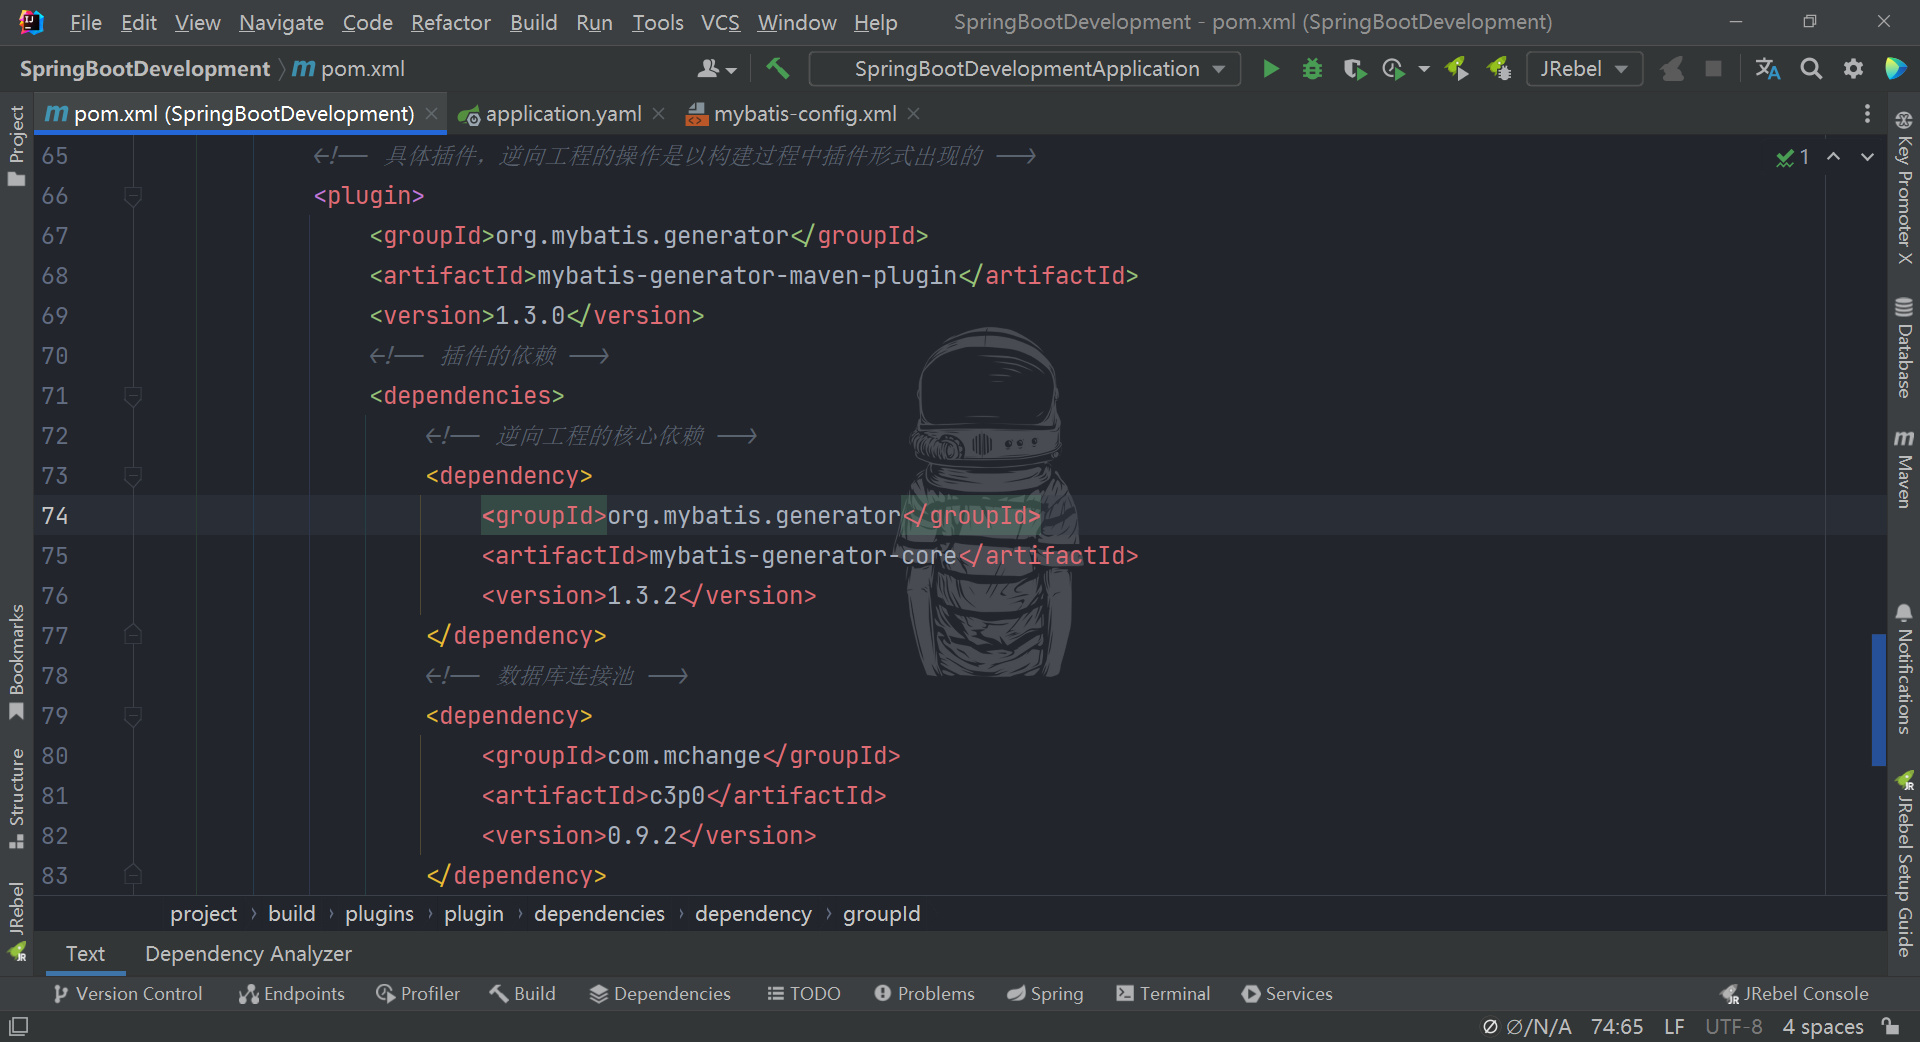 File Edit View Navigate Code Refactor Build Run Tools VCS Window Help SpringBootDevelopment - pom.xml (SpringBootDevelopment)
SpringBootDevelopment pom.xml SpringBootDevelopmentApplication JRebel
pom.xml (SpringBootDevelopment) application.yaml mybatis-config.xml
Project
Bookmarks
Structure
JRebel
65 <!-- 具体插件，逆向工程的操作是以构建过程中插件形式出现的 -->
66 <plugin>
67 <groupId>org.mybatis.generator</groupId>
68 <artifactId>mybatis-generator-maven-plugin</artifactId>
69 <version>1.3.0</version>
70 <!-- 插件的依赖 -->
71 <dependencies>
72 <!-- 逆向工程的核心依赖 -->
73 <dependency>
74 <groupId>org.mybatis.generator</groupId>
75 <artifactId>mybatis-generator-core</artifactId>
76 <version>1.3.2</version>
77 </dependency>
78 <!-- 数据库连接池 -->
79 <dependency>
80 <groupId>com.mchange</groupId>
81 <artifactId>c3p0</artifactId>
82 <version>0.9.2</version>
83 </dependency>
1
Key Promoter X
Database
Maven
Notifications
JRebel Setup Guide
project › build › plugins › plugin › dependencies › dependency › groupId
Text Dependency Analyzer
Version Control Endpoints Profiler Build Dependencies TODO Problems Spring Terminal Services JRebel Console
∅/N/A 74:65 LF UTF-8 4 spaces